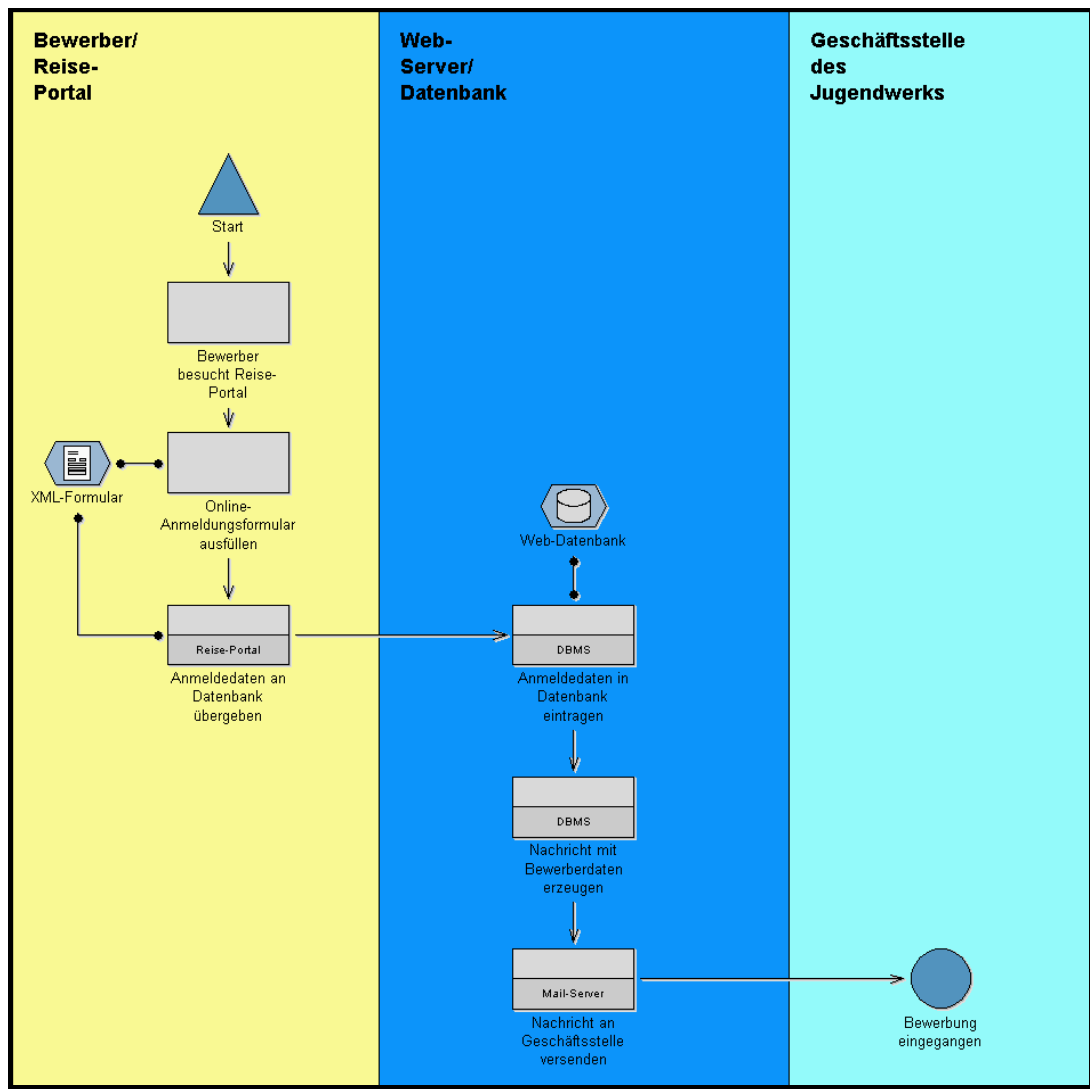 Bewerber/
Reise-
Portal
Web-
Server/
Datenbank
Geschäftsstelle
des
Jugendwerks
Start
Bewerber
besucht Reise-
Portal
XML-Formular
Online-
Anmeldungsformular
ausfüllen
Web-Datenbank
Reise-Portal
Anmeldedaten an
Datenbank
übergeben
DBMS
Anmeldedaten in
Datenbank
eintragen
DBMS
Nachricht mit
Bewerberdaten
erzeugen
Mail-Server
Nachricht an
Geschäftsstelle
versenden
Bewerbung
eingegangen